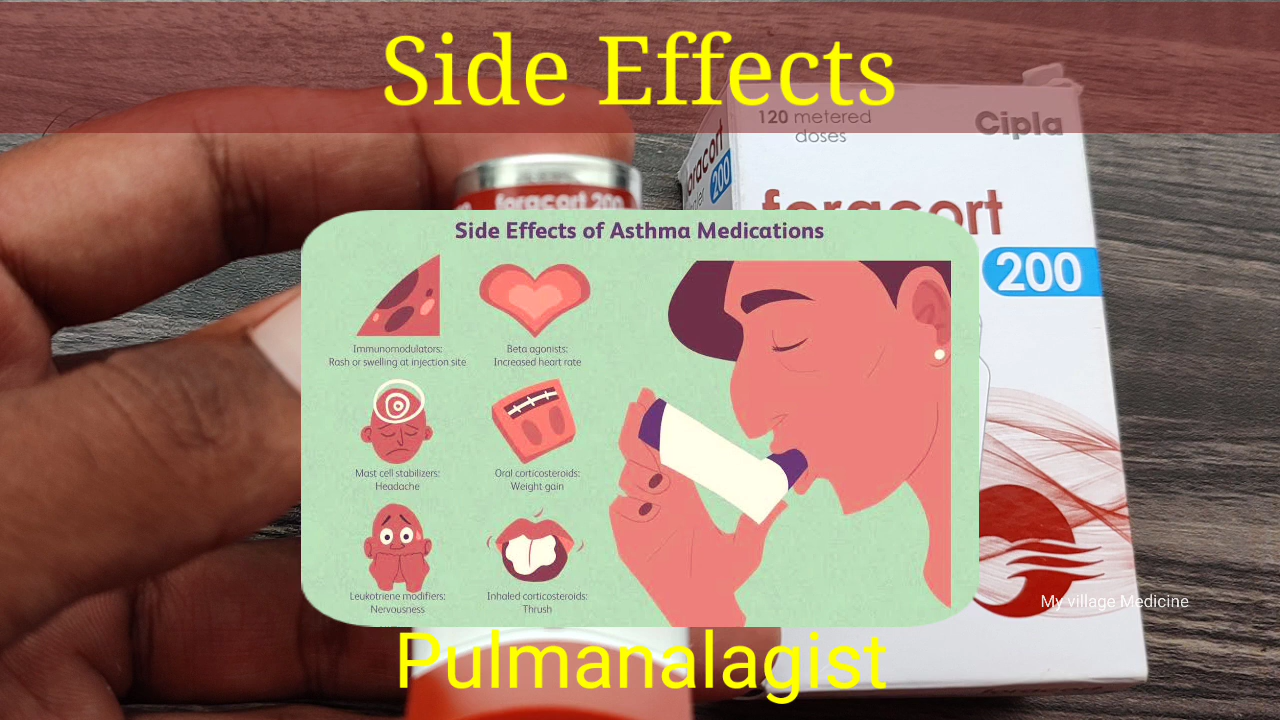 Side Effects
120 metered
doses
Cipla
foracort
200
foracort 200
foracort
200
Side Effects of Asthma Medications
Immunomodulators:
Rash or swelling at injection site
Beta agonists:
Increased heart rate
Mast cell stabilizers:
Headache
Oral corticosteroids:
Weight gain
Leukotriene modifiers:
Nervousness
Inhaled corticosteroids:
Thrush
My village Medicine
Pulmanalagist